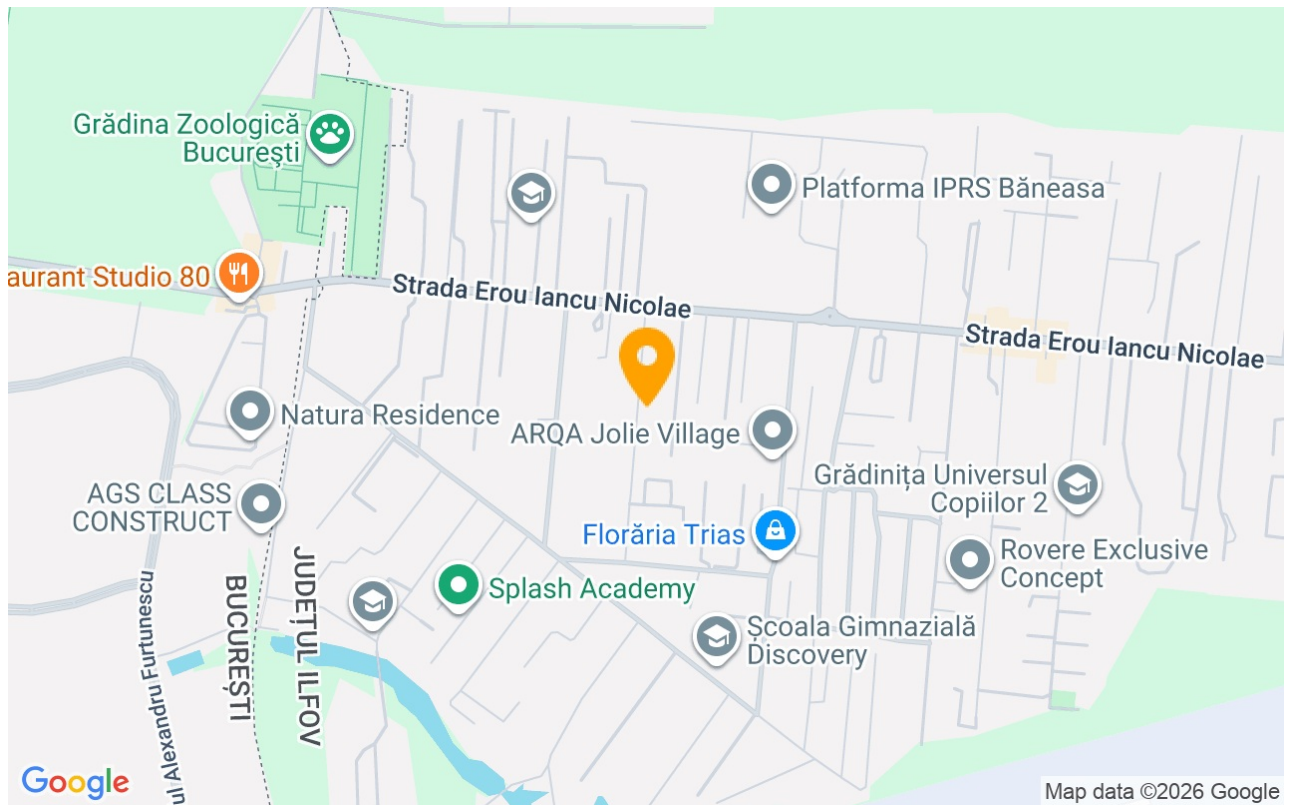 Grădina Zoologică
București
Platforma IPRS Băneasa
aurant Studio 80
Strada Erou Iancu Nicolae
Strada Erou Iancu Nicolae
Natura Residence
ARQA Jolie Village
Grădinița Universul
Copiilor 2
AGS CLASS
CONSTRUCT
Florăria Trias
Rovere Exclusive
Concept
Splash Academy
Școala Gimnazială
Discovery
JUDEȚUL ILFOV
BUCUREȘTI
ul Alexandru Furtunescu
Google
Map data ©2026 Google